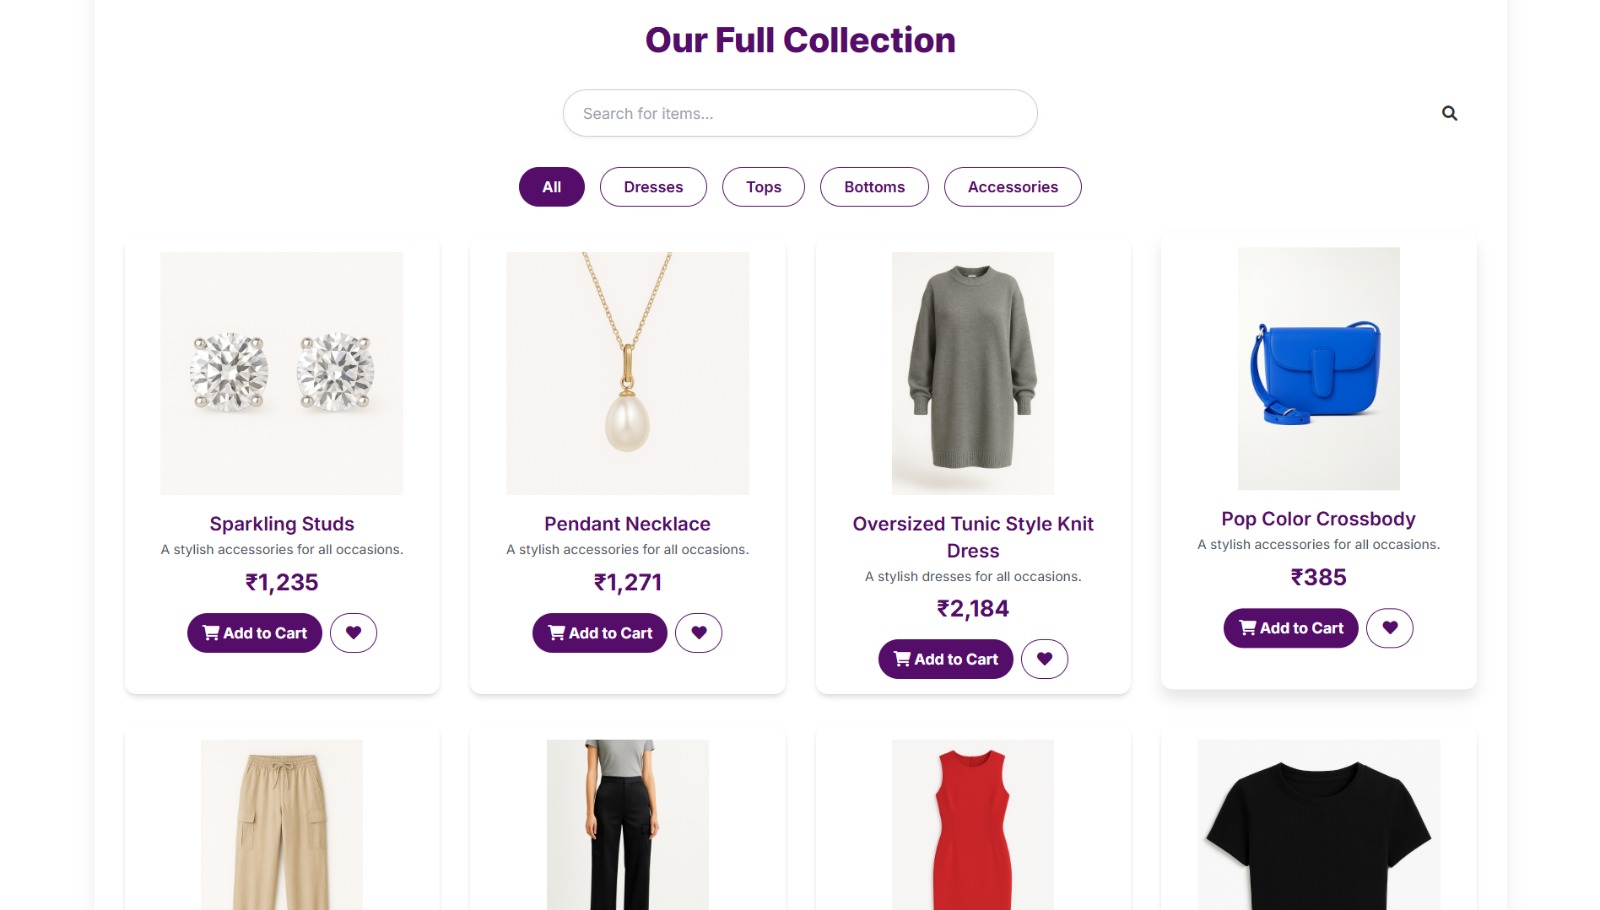 Our Full Collection
Search for items...
All
Dresses
Tops
Bottoms
Accessories
Sparkling Studs
A stylish accessories for all occasions.
₹1,235
Add to Cart
Pendant Necklace
A stylish accessories for all occasions.
₹1,271
Add to Cart
Oversized Tunic Style Knit
Dress
A stylish dresses for all occasions.
₹2,184
Add to Cart
Pop Color Crossbody
A stylish accessories for all occasions.
₹385
Add to Cart